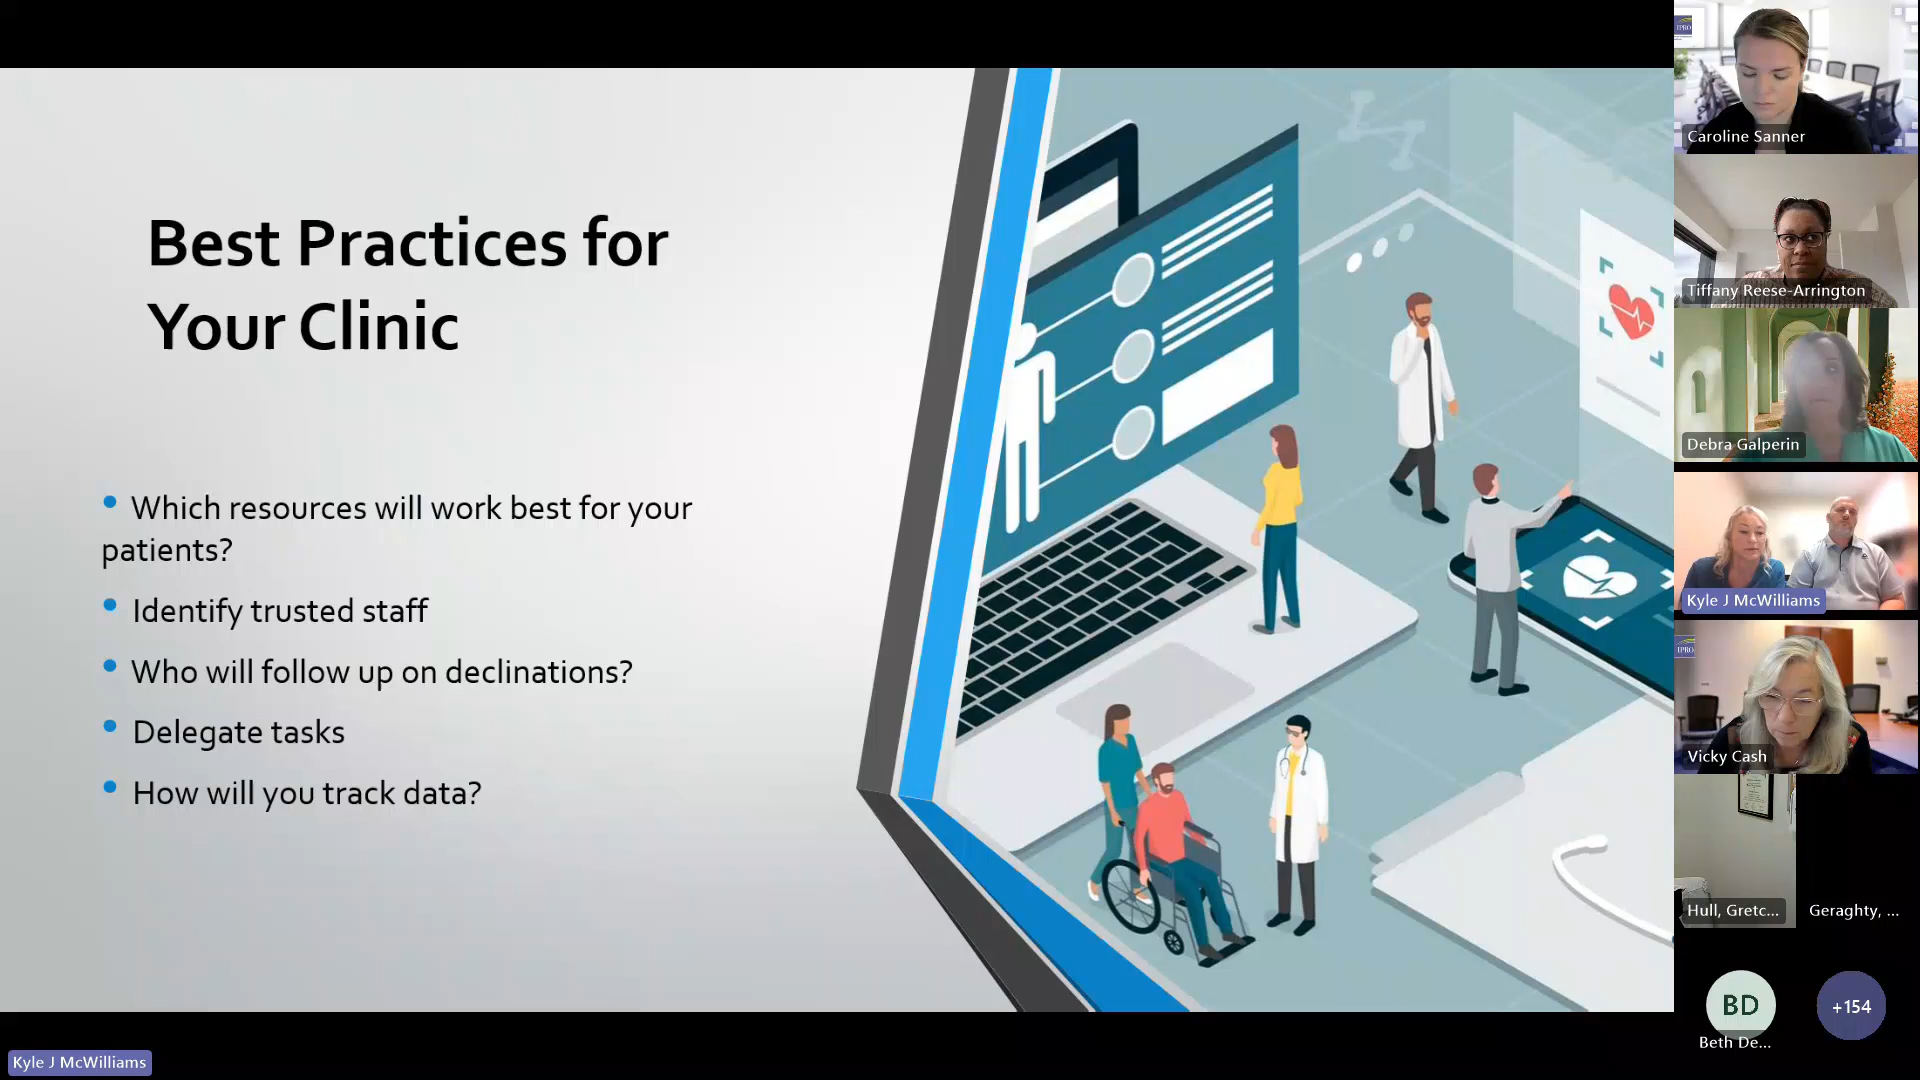 Best Practices for
Your Clinic
• Which resources will work best for your
patients?
• Identify trusted staff
• Who will follow up on declinations?
• Delegate tasks
• How will you track data?
Kyle J McWilliams
IPRO
Caroline Sanner
Tiffany Reese-Arrington
Debra Galperin
Kyle J McWilliams
IPRO
Vicky Cash
Hull, Gretc...
Geraghty, ...
BD
Beth De...
+154